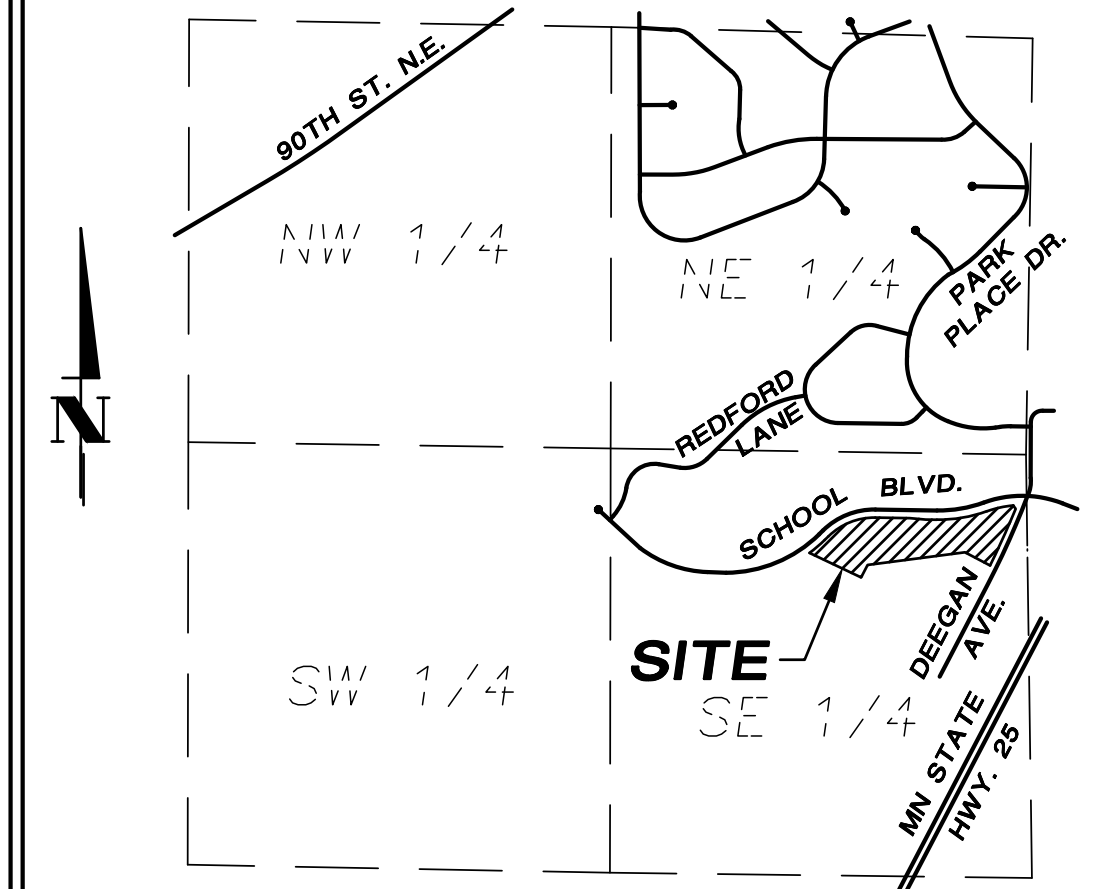 90TH ST. N.E.
NW 1/4
NE 1/4
PARK
PLACE DR.
N
REDFORD
LANE
SCHOOL BLVD.
DEEGAN
AVE.
SITE
SW 1/4
SE 1/4
MN STATE
HWY. 25